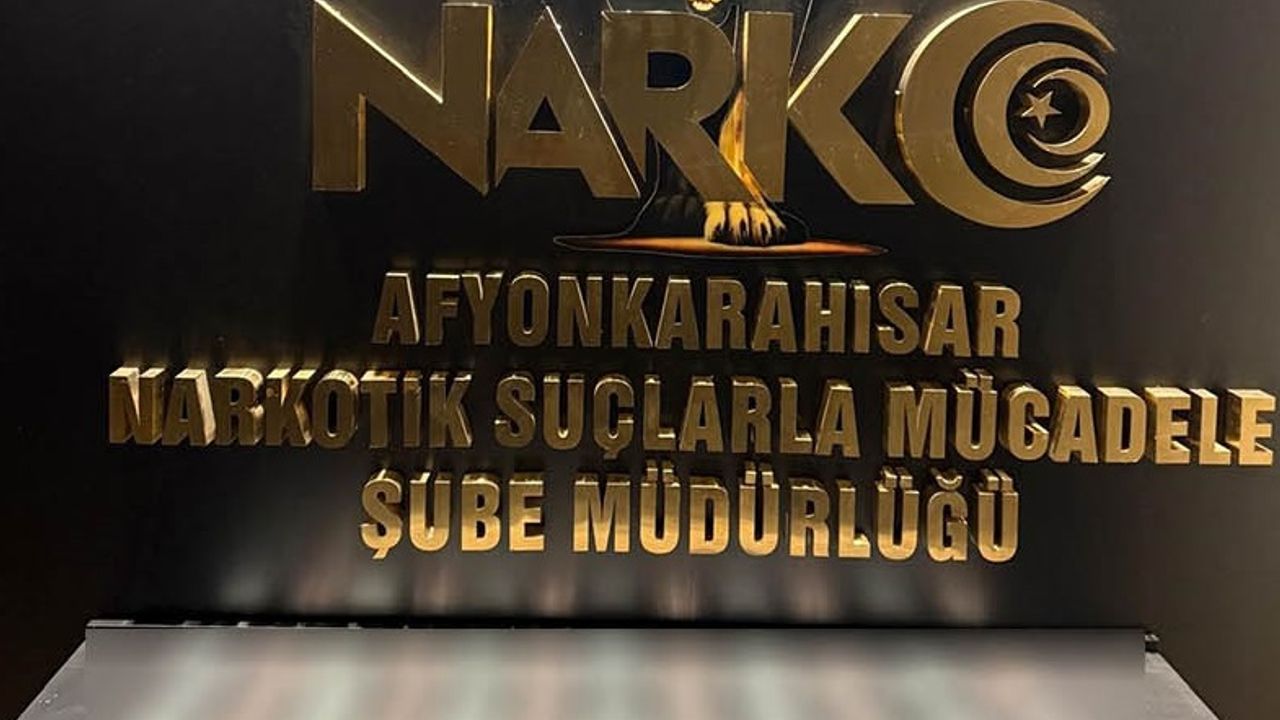 NARKO
AFYONKARAHİSAR
NARKOTİK SUÇLARLA MÜCADELE
ŞUBE MÜDÜRLÜĞÜ